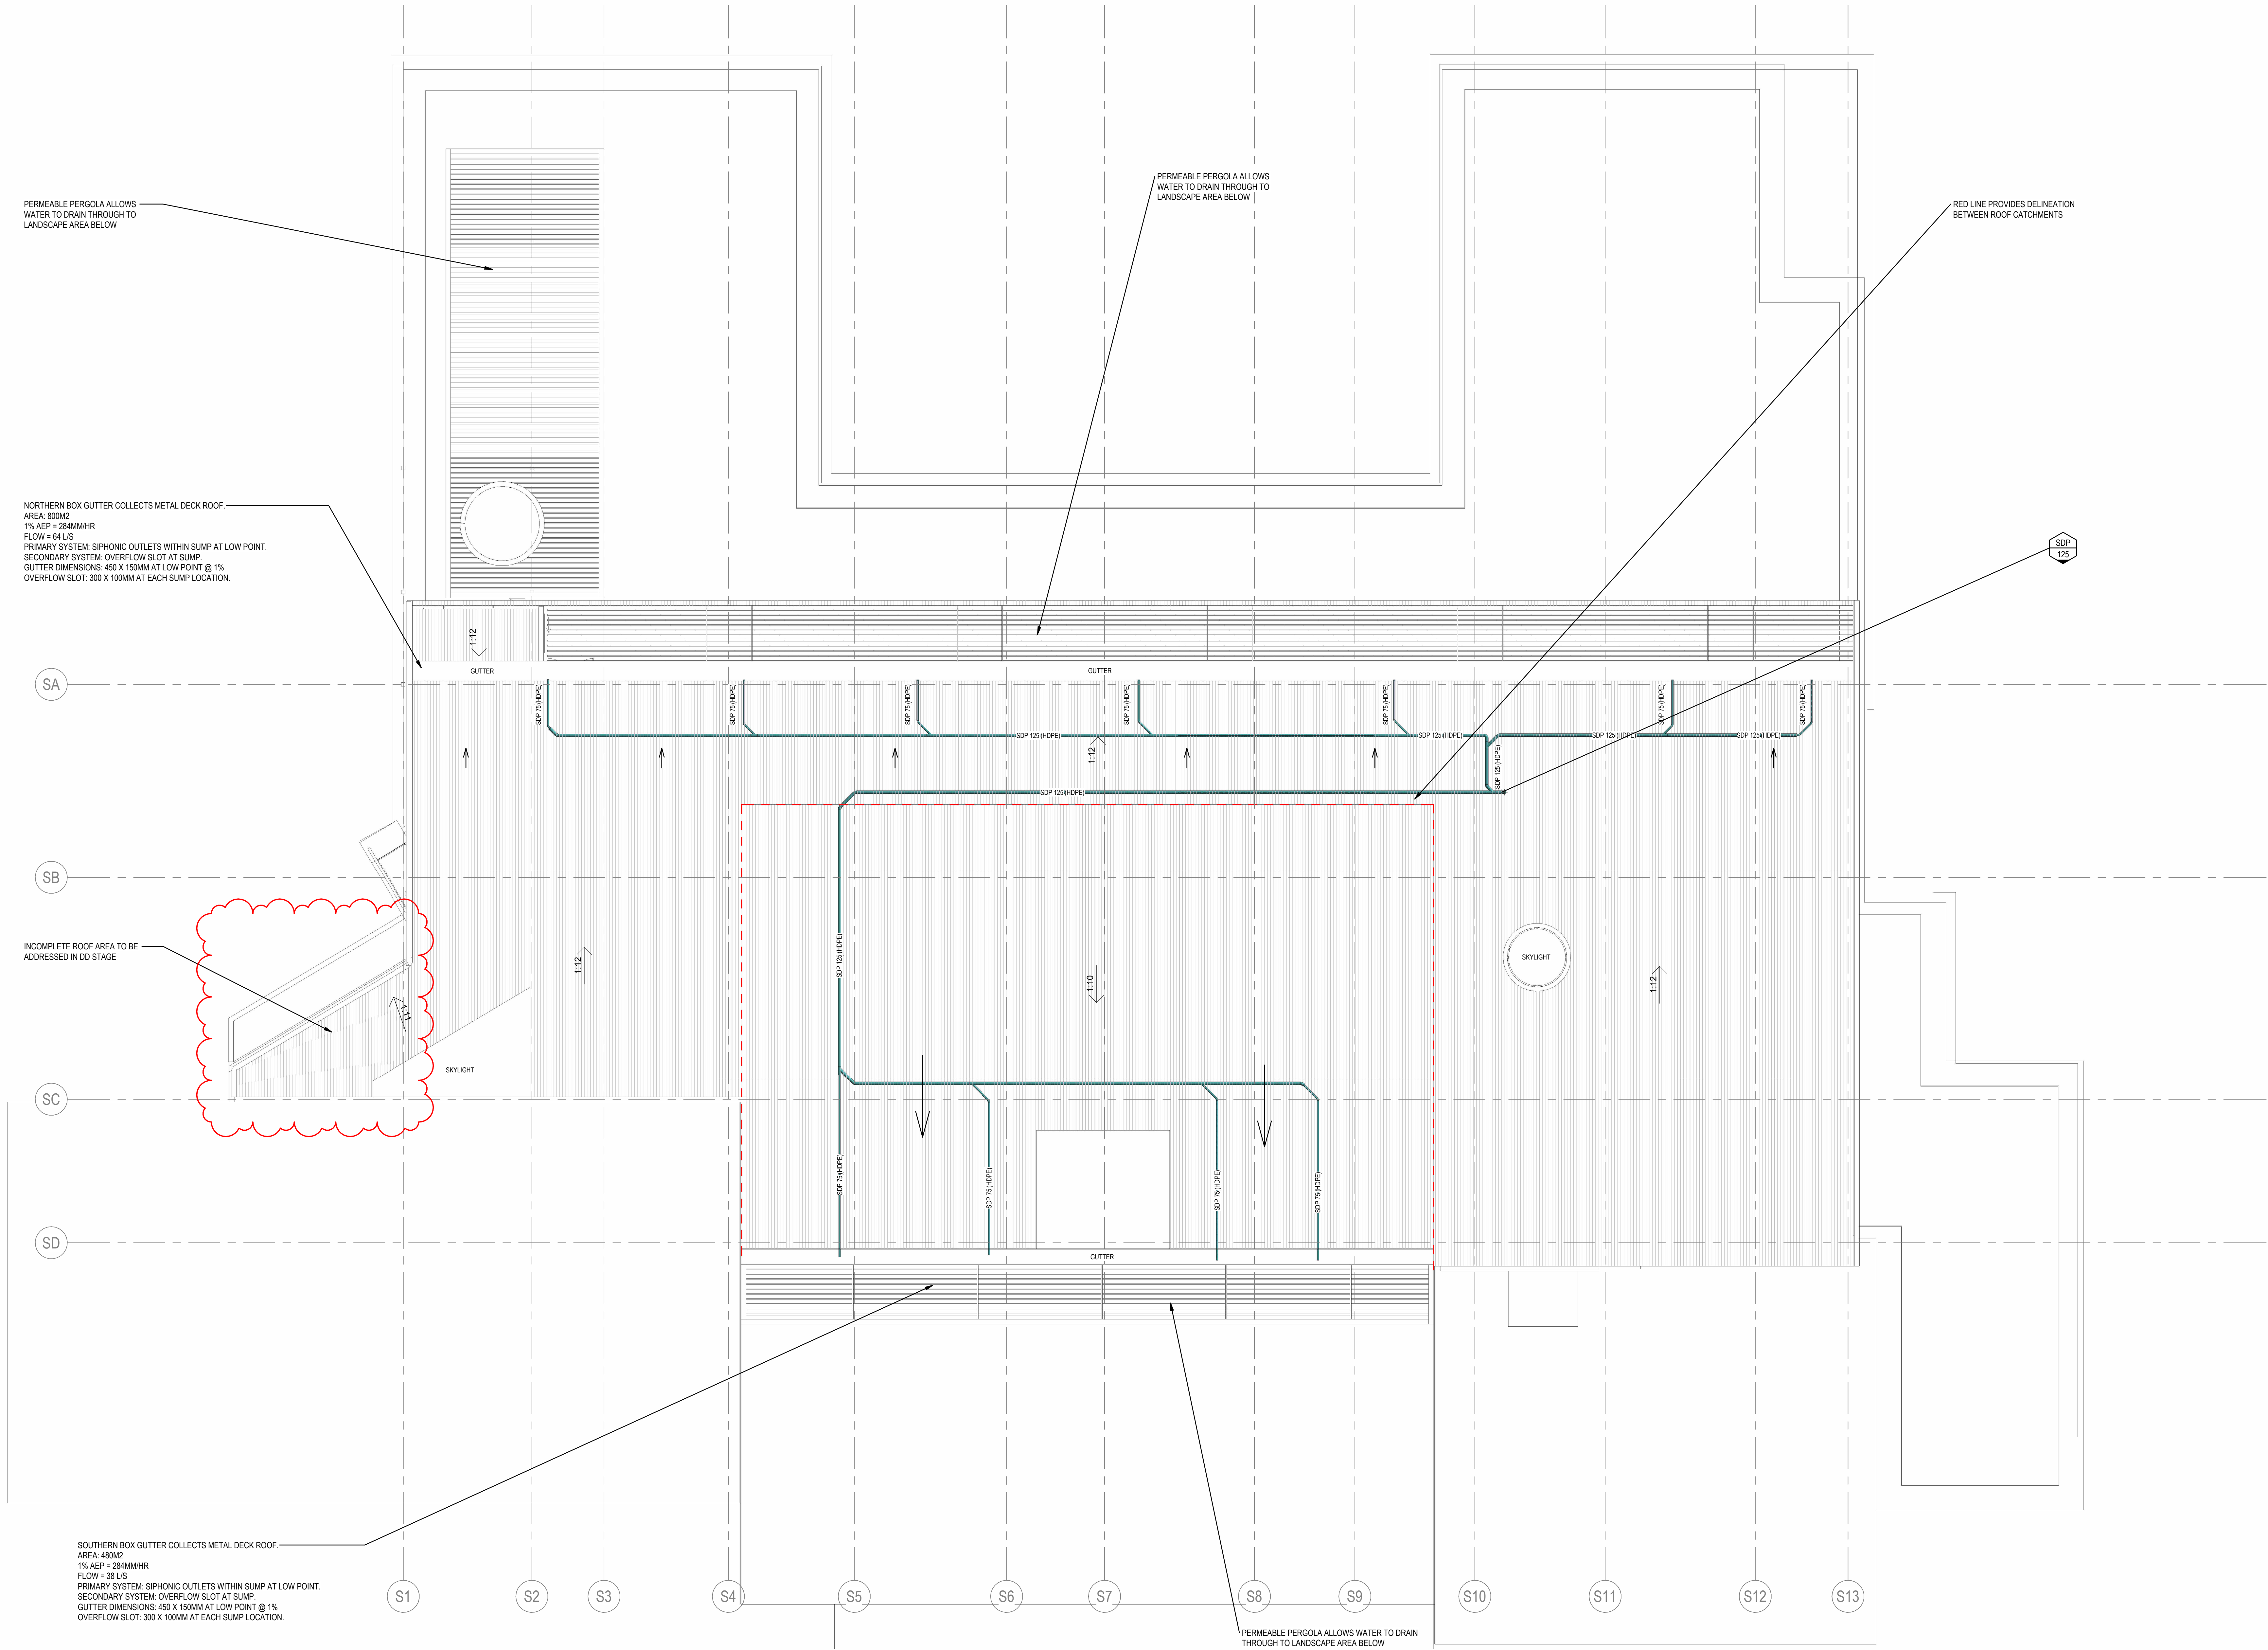 PERMEABLE PERGOLA ALLOWS
WATER TO DRAIN THROUGH TO
LANDSCAPE AREA BELOW
PERMEABLE PERGOLA ALLOWS
WATER TO DRAIN THROUGH TO
LANDSCAPE AREA BELOW
RED LINE PROVIDES DELINEATION
BETWEEN ROOF CATCHMENTS
NORTHERN BOX GUTTER COLLECTS METAL DECK ROOF.
AREA: 800M2
1% AEP = 284MM/HR
FLOW = 64 L/S
PRIMARY SYSTEM: SIPHONIC OUTLETS WITHIN SUMP AT LOW POINT.
SECONDARY SYSTEM: OVERFLOW SLOT AT SUMP.
GUTTER DIMENSIONS: 450 X 150MM AT LOW POINT @ 1%
OVERFLOW SLOT: 300 X 100MM AT EACH SUMP LOCATION.
SDP
125
1:12
GUTTER
GUTTER
SA
SDP 75 (HDPE)
SDP 75 (HDPE)
SDP 75 (HDPE)
SDP 75 (HDPE)
SDP 75 (HDPE)
SDP 75 (HDPE)
SDP 75 (HDPE)
SDP 125 (HDPE)
SDP 125 (HDPE)
SDP 125 (HDPE)
SDP 125 (HDPE)
1:12
SDP 125 (HDPE)
SDP 125 (HDPE)
SB
INCOMPLETE ROOF AREA TO BE
ADDRESSED IN DD STAGE
1:12
SDP 125 (HDPE)
1:10
SKYLIGHT
1:12
1:11
SKYLIGHT
SC
SDP 75 (HDPE)
SDP 75 (HDPE)
SDP 75 (HDPE)
SDP 75 (HDPE)
SD
GUTTER
SOUTHERN BOX GUTTER COLLECTS METAL DECK ROOF.
AREA: 480M2
1% AEP = 284MM/HR
FLOW = 38 L/S
PRIMARY SYSTEM: SIPHONIC OUTLETS WITHIN SUMP AT LOW POINT.
SECONDARY SYSTEM: OVERFLOW SLOT AT SUMP.
GUTTER DIMENSIONS: 450 X 150MM AT LOW POINT @ 1%
OVERFLOW SLOT: 300 X 100MM AT EACH SUMP LOCATION.
S1
S2
S3
S4
S5
S6
S7
S8
S9
S10
S11
S12
S13
PERMEABLE PERGOLA ALLOWS WATER TO DRAIN
THROUGH TO LANDSCAPE AREA BELOW